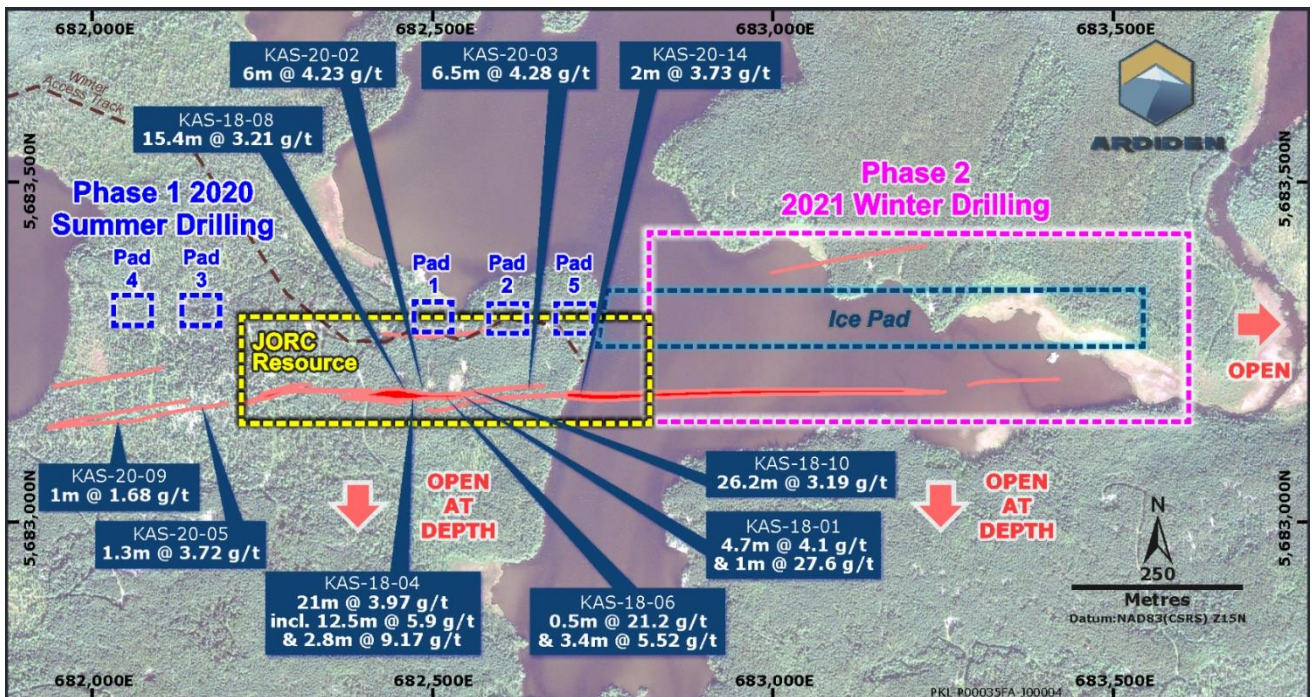 682,000E
682,500E
683,000E
683,500E
KAS-20-02
6m @ 4.23 g/t
KAS-20-03
6.5m @ 4.28 g/t
KAS-20-14
2m @ 3.73 g/t
ARDIDEN
Winter
Access Track
KAS-18-08
15.4m @ 3.21 g/t
5,683,500N
5,683,500N
Phase 1 2020
Summer Drilling
Phase 2
2021 Winter Drilling
Pad
4
Pad
3
Pad
1
Pad
2
Pad
5
Ice Pad
JORC
Resource
OPEN
KAS-20-09
1m @ 1.68 g/t
KAS-20-05
1.3m @ 3.72 g/t
OPEN
AT
DEPTH
KAS-18-10
26.2m @ 3.19 g/t
OPEN
AT
DEPTH
KAS-18-01
4.7m @ 4.1 g/t
& 1m @ 27.6 g/t
5,683,000N
5,683,000N
KAS-18-04
21m @ 3.97 g/t
incl. 12.5m @ 5.9 g/t
& 2.8m @ 9.17 g/t
KAS-18-06
0.5m @ 21.2 g/t
& 3.4m @ 5.52 g/t
N
250
Metres
Datum:NAD83(CSRS) Z15N
682,000E
682,500E
683,000E
683,500E
PKL-P00035FA-100004